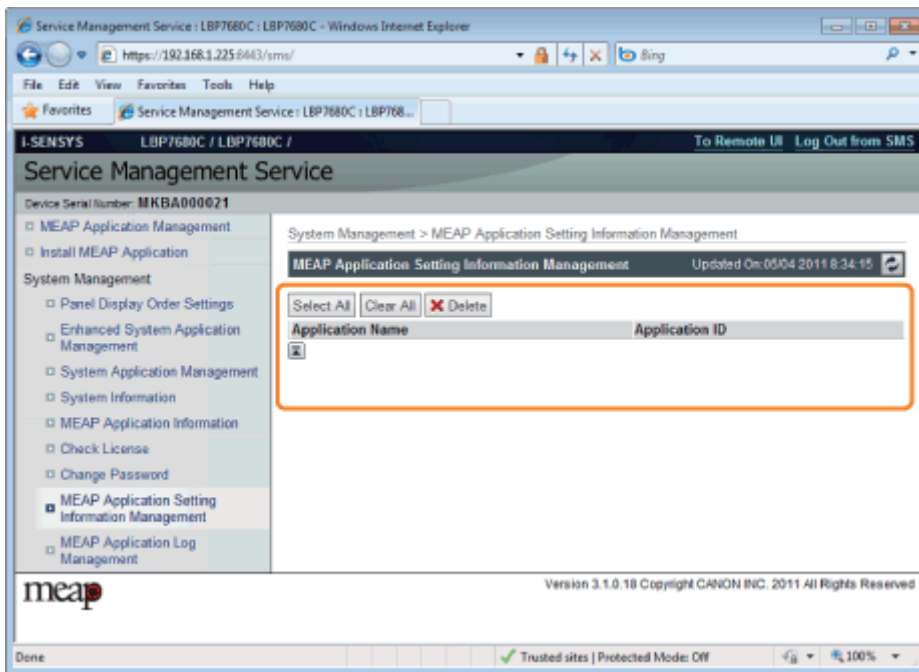 Service Management Service : LBP7680C : LBP7680C - Windows Internet Explorer
https://192.168.1.225:8443/sms/
Bing
File Edit View Favorites Tools Help
Favorites
Service Management Service : LBP7680C : LBP768...
i-SENSYS LBP7680C / LBP7680C /
To Remote UI Log Out from SMS
Service Management Service
Device Serial Number: MKBA000021
MEAP Application Management
Install MEAP Application
System Management
Panel Display Order Settings
Enhanced System Application
Management
System Application Management
System Information
MEAP Application Information
Check License
Change Password
MEAP Application Setting
Information Management
MEAP Application Log
Management
System Management > MEAP Application Setting Information Management
MEAP Application Setting Information Management
Updated On:05/04 2011 8:34:15
Select All Clear All Delete
Application Name Application ID
meap
Version 3.1.0.18 Copyright CANON INC. 2011 All Rights Reserved
Done
Trusted sites | Protected Mode: Off
100%